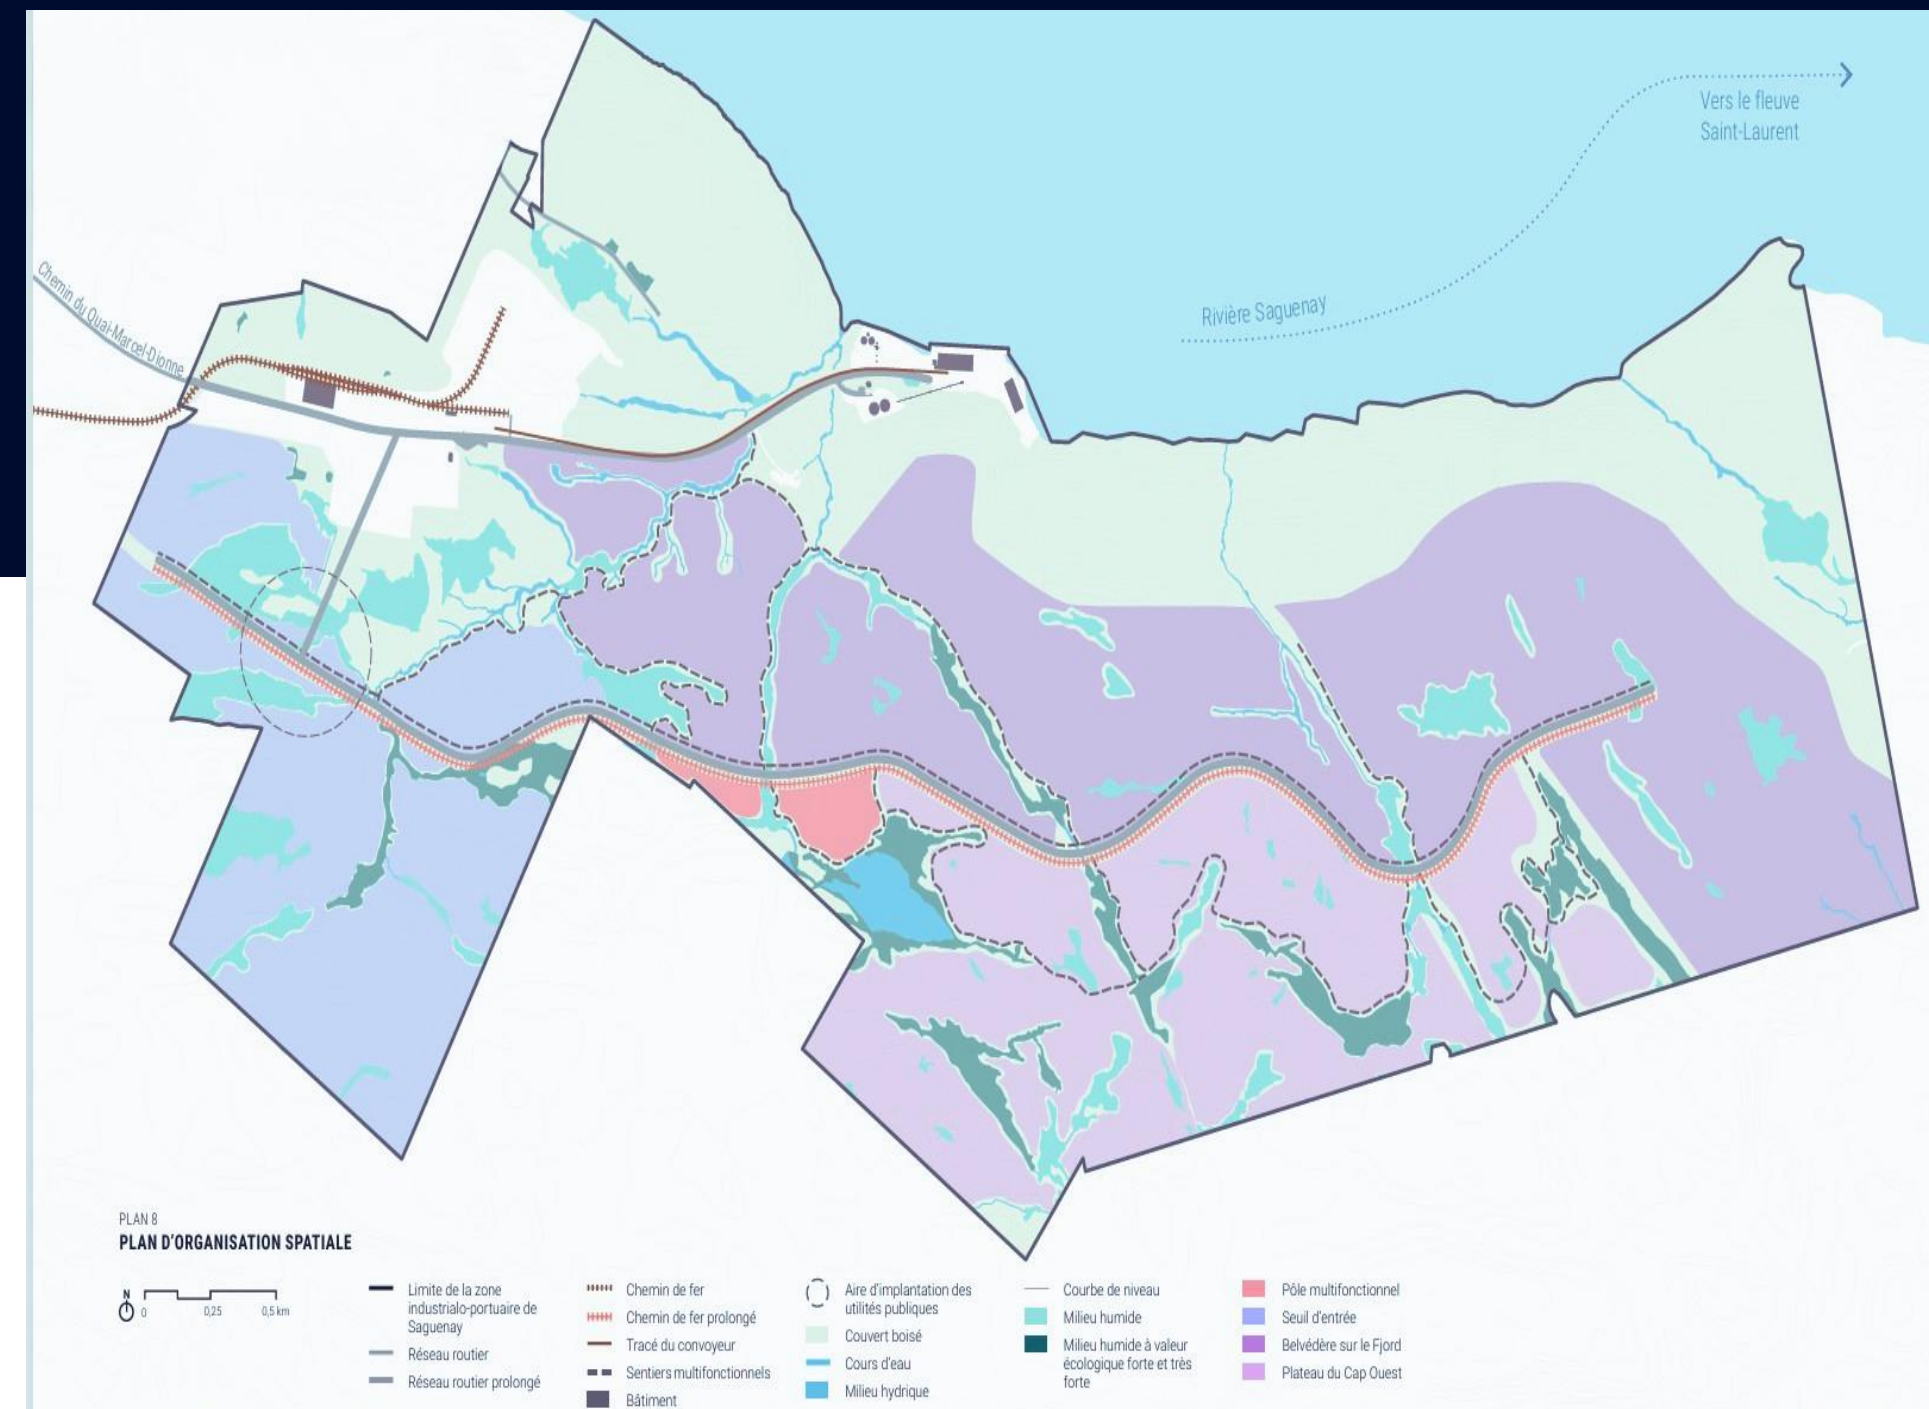 Vers le fleuve
Saint-Laurent
Rivière Saguenay
Chemin du Quai-Marcel-Dionne
PLAN 8
PLAN D'ORGANISATION SPATIALE
N
0
0,25
0,5 km
Limite de la zone
industrialo-portuaire de
Saguenay
Réseau routier
Réseau routier prolongé
Chemin de fer
Chemin de fer prolongé
Tracé du convoyeur
Sentiers multifonctionnels
Bâtiment
Aire d'implantation des
utilités publiques
Couvert boisé
Cours d'eau
Milieu hydrique
Courbe de niveau
Milieu humide
Milieu humide à valeur
écologique forte et très
forte
Pôle multifonctionnel
Seuil d'entrée
Belvédère sur le Fjord
Plateau du Cap Ouest